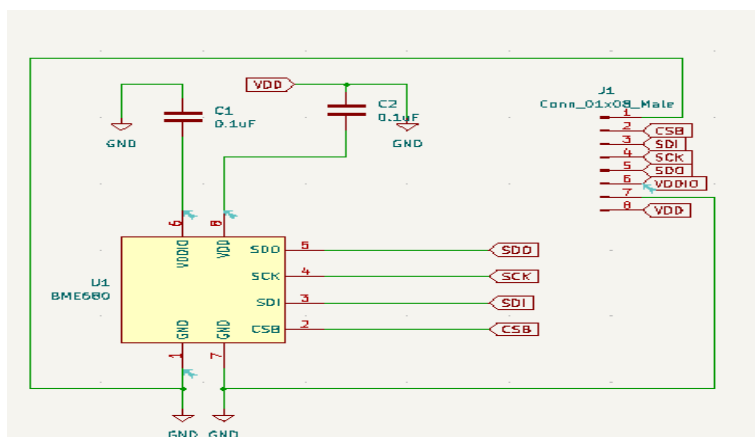 VDD
C1
0.1uF
C2
0.1uF
GND
GND
J1
Conn_01x08_Male
1
2 CSB
3 SDI
4 SCK
5 SDO
6 VDDIO
7
8 VDD
6
8
VDDIO
VDD
U1
BME680
SDO 5 SDO
SCK 4 SCK
SDI 3 SDI
CSB 2 CSB
GND
GND
1
7
GND GND